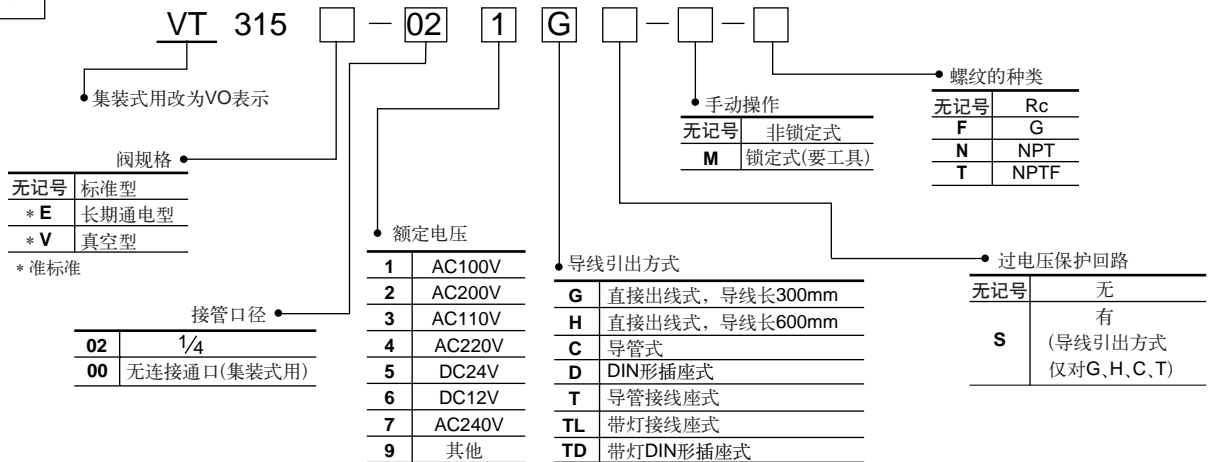 VT 315 □ － 02 1 G □ － □ － □
集装式用改为VO表示
阀规格
无记号 标准型
* E 长期通电型
* V 真空型
* 准标准
接管口径
02 1/4
00 无连接通口(集装式用)
额定电压
1 AC100V
2 AC200V
3 AC110V
4 AC220V
5 DC24V
6 DC12V
7 AC240V
9 其他
导线引出方式
G 直接出线式，导线长300mm
H 直接出线式，导线长600mm
C 导管式
D DIN形插座式
T 导管接线座式
TL 带灯接线座式
TD 带灯DIN形插座式
手动操作
无记号 非锁定式
M 锁定式(要工具)
螺纹的种类
无记号 Rc
F G
N NPT
T NPTF
过电压保护回路
无记号 无
S 有
(导线引出方式
仅对G、H、C、T)